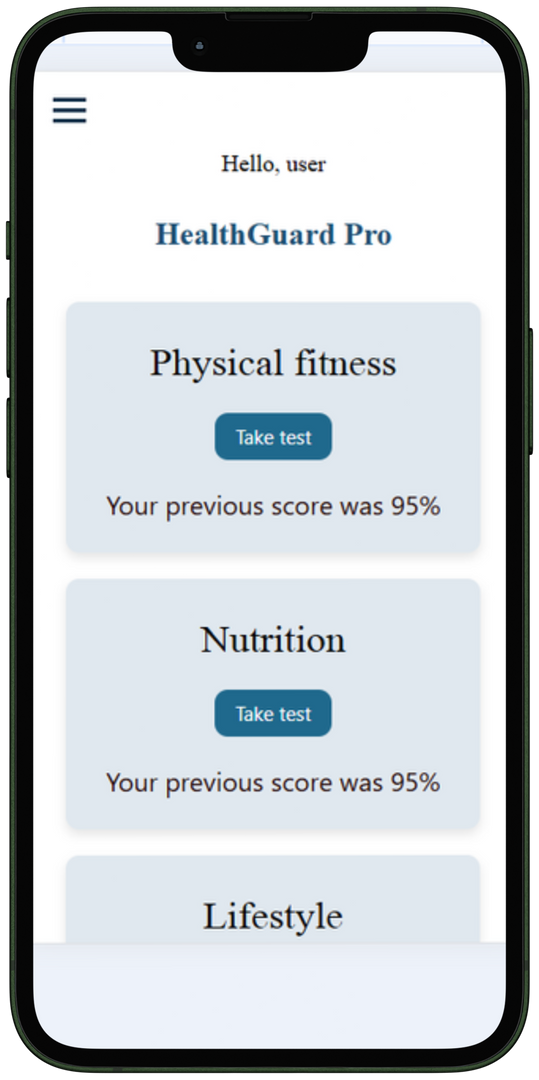 Hello, user
HealthGuard Pro
Physical fitness
Take test
Your previous score was 95%
Nutrition
Take test
Your previous score was 95%
Lifestyle